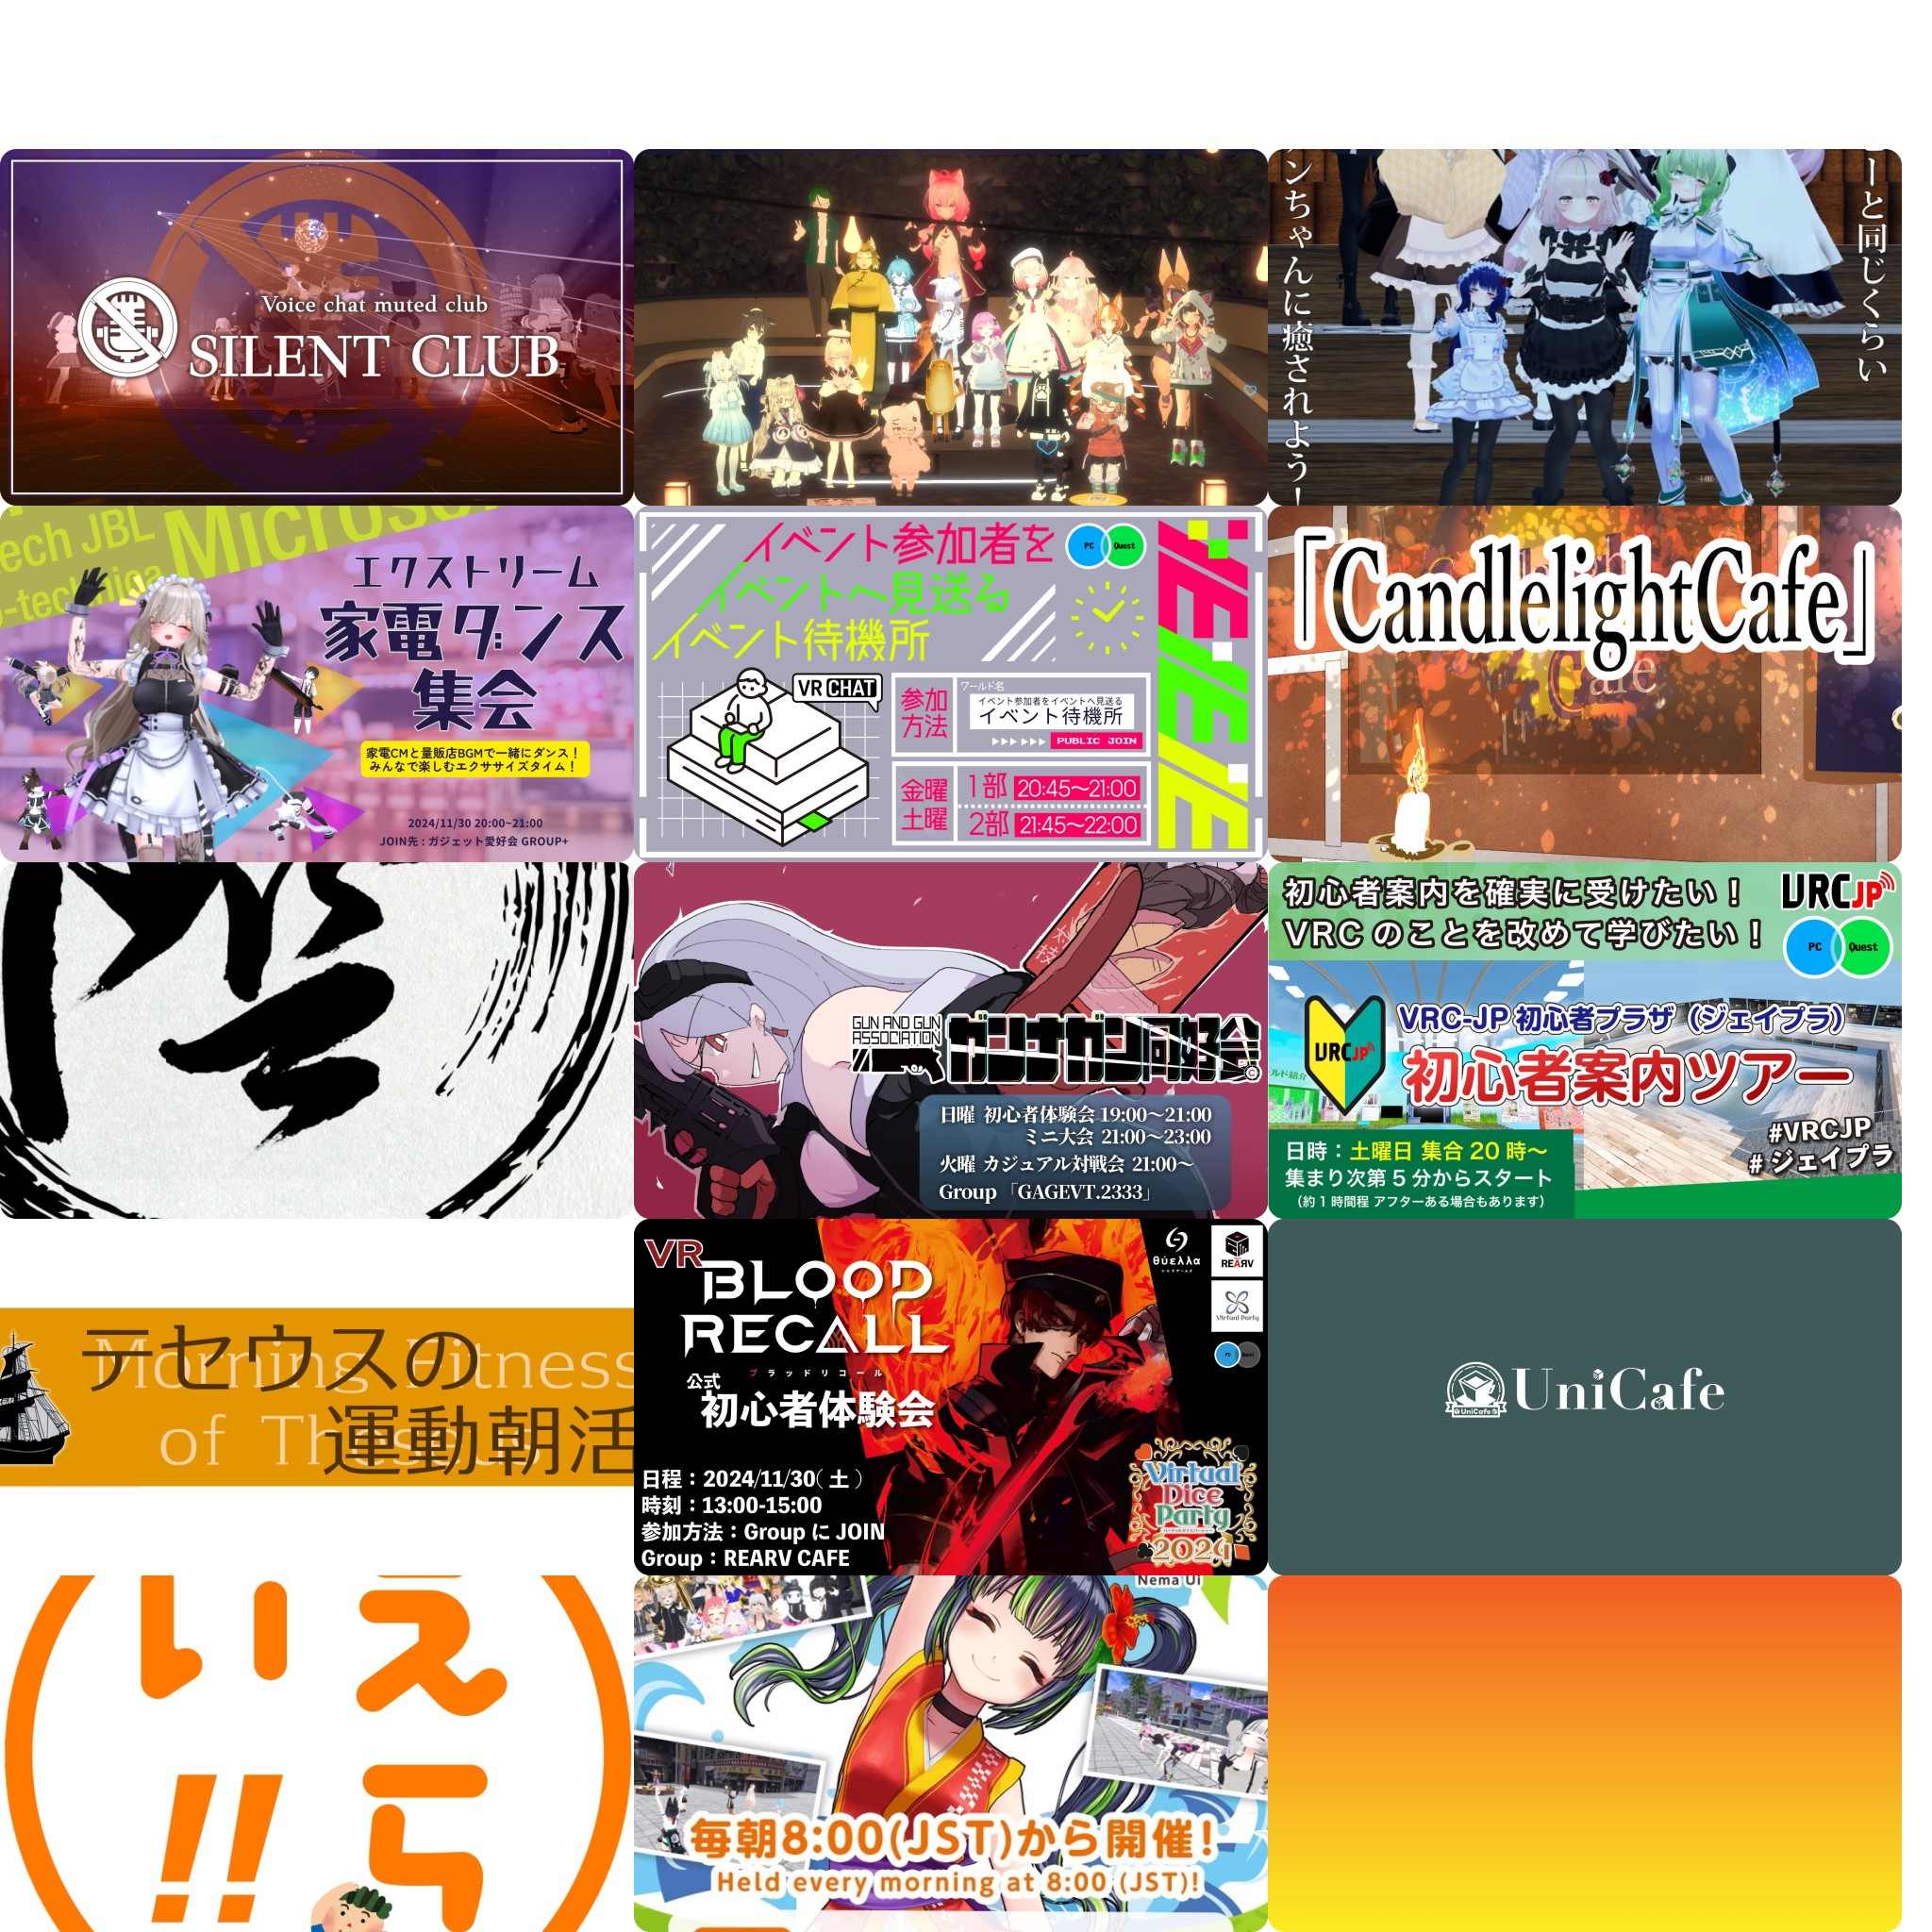 Voice chat muted club
SILENT CLUB
ーと同じくらい
ンちゃんに癒されよう！
ech JBL
Microso
-technica
エクストリーム
家電ダンス
集会
家電CMと量販店BGMで一緒にダンス！
みんなで楽しむエクササイズタイム！
2024/11/30 20:00~21:00
JOIN先 : ガジェット愛好会 GROUP+
イベント参加者を
イベントへ見送る
イベント待機所
PC
Quest
VRCHAT
参加
方法
ワールド名
イベント参加者をイベントへ見送る
イベント待機所
PUBLIC JOIN
金曜
土曜
1部 20:45〜21:00
2部 21:45〜22:00
「CandlelightCafe」
Cafe
GUN AND GUN
ASSOCIATION
ガンナガン同好会
日曜 初心者体験会 19:00〜21:00
ミニ大会 21:00〜23:00
火曜 カジュアル対戦会 21:00〜
Group「GAGEVT.2333」
初心者案内を確実に受けたい！
VRC のことを改めて学びたい！
VRCJP
PC
Quest
VRC-JP 初心者プラザ（ジェイプラ）
VRCJP
初心者案内ツアー
ルド紹介
#VRCJP
# ジェイプラ
日時：土曜日 集合 20 時〜
集まり次第 5 分からスタート
（約 1 時間程 アフターある場合もあります）
テセウスの
運動朝活
Morning Fitness
of Theseus
VR
BLOOD
RECALL
ブラッドリコール
公式
初心者体験会
日程：2024/11/30( 土 )
時刻：13:00-15:00
参加方法：Group に JOIN
Group：REARV CAFE
θύελλα
REARV
Virtual Party
PC
Quest
Virtual
Dice
Party
2024
UniCafe
UniCafe
いえ
!!
ら
Nema Ui
毎朝8:00(JST)から開催！
Held every morning at 8:00 (JST)!